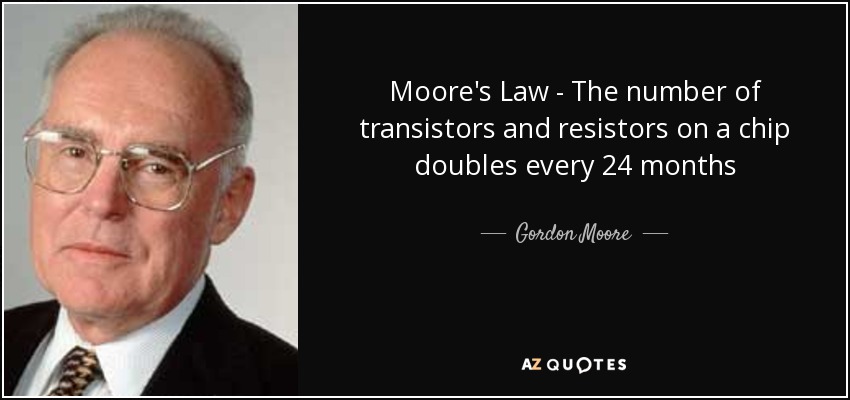 Moore's Law - The number of
transistors and resistors on a chip
doubles every 24 months
Gordon Moore
AZ QUOTES